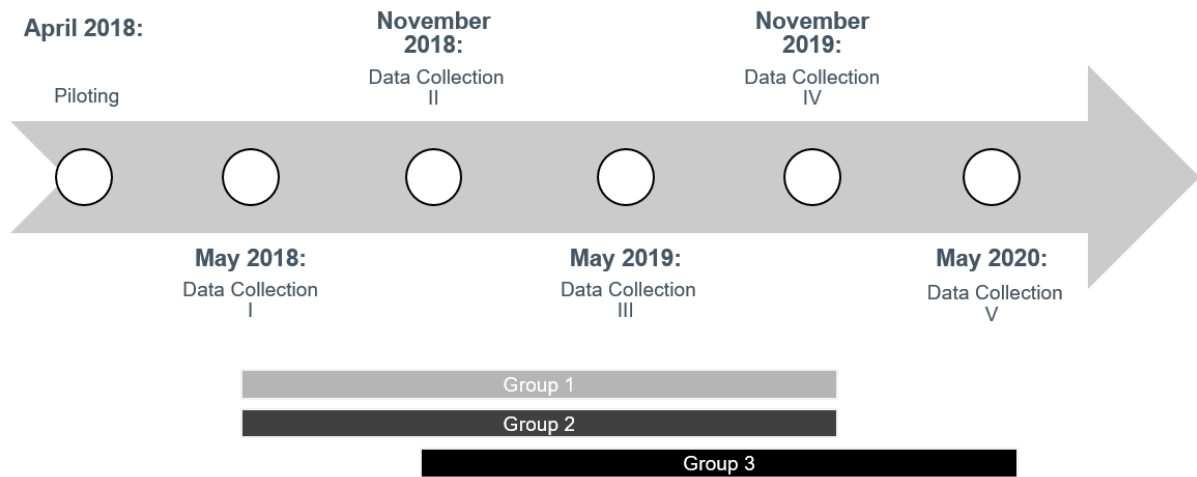 April 2018:
Piloting
November
2018:
Data Collection
II
November
2019:
Data Collection
IV
May 2018:
Data Collection
I
May 2019:
Data Collection
III
May 2020:
Data Collection
V
Group 1
Group 2
Group 3